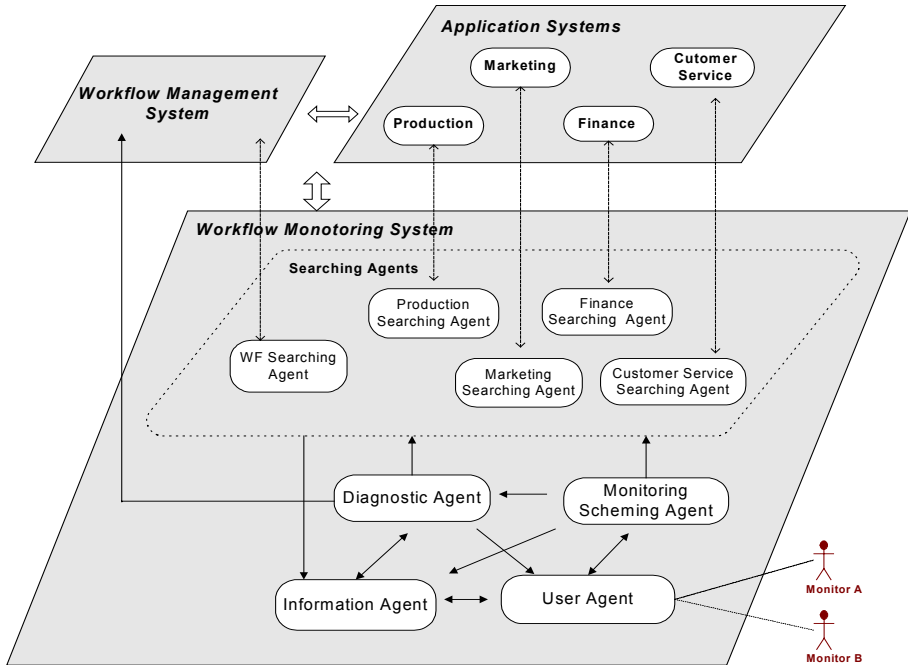 Application Systems
Marketing
Cutomer
Service
Workflow Management
System
Production
Finance
Workflow Monotoring System
Searching Agents
Production
Searching Agent
Finance
Searching Agent
WF Searching
Agent
Marketing
Searching Agent
Customer Service
Searching Agent
Diagnostic Agent
Monitoring
Scheming Agent
Information Agent
User Agent
Monitor A
Monitor B